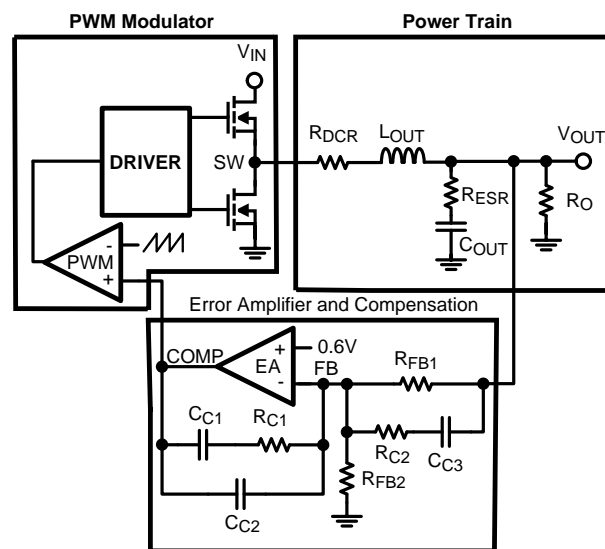 PWM Modulator
Power Train
VIN
RDCR
LOUT
VOUT
DRIVER
SW
RESR
RO
COUT
PWM
-
+
Error Amplifier and Compensation
COMP
EA
+
-
0.6V
FB
RFB1
CC1
RC1
RC2
CC3
CC2
RFB2